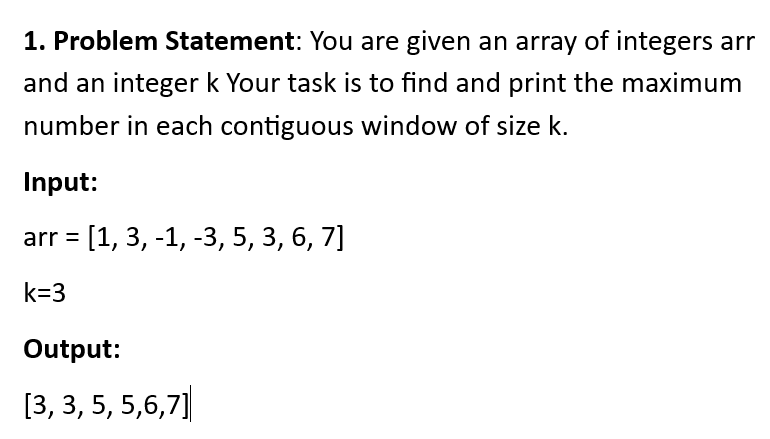 1. Problem Statement: You are given an array of integers arr
and an integer k Your task is to find and print the maximum
number in each contiguous window of size k.
Input:
arr = [1, 3, -1, -3, 5, 3, 6, 7]
k=3
Output:
[3, 3, 5, 5,6,7]